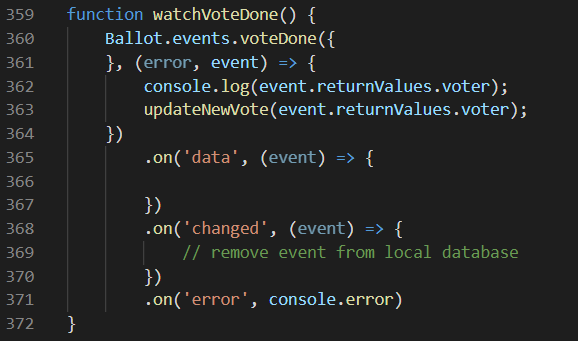 359 function watchVoteDone() {
360     Ballot.events.voteDone({
361     }, (error, event) => {
362         console.log(event.returnValues.voter);
363         updateNewVote(event.returnValues.voter);
364     })
365         .on('data', (event) => {
366
367         })
368         .on('changed', (event) => {
369             // remove event from local database
370         })
371         .on('error', console.error)
372 }